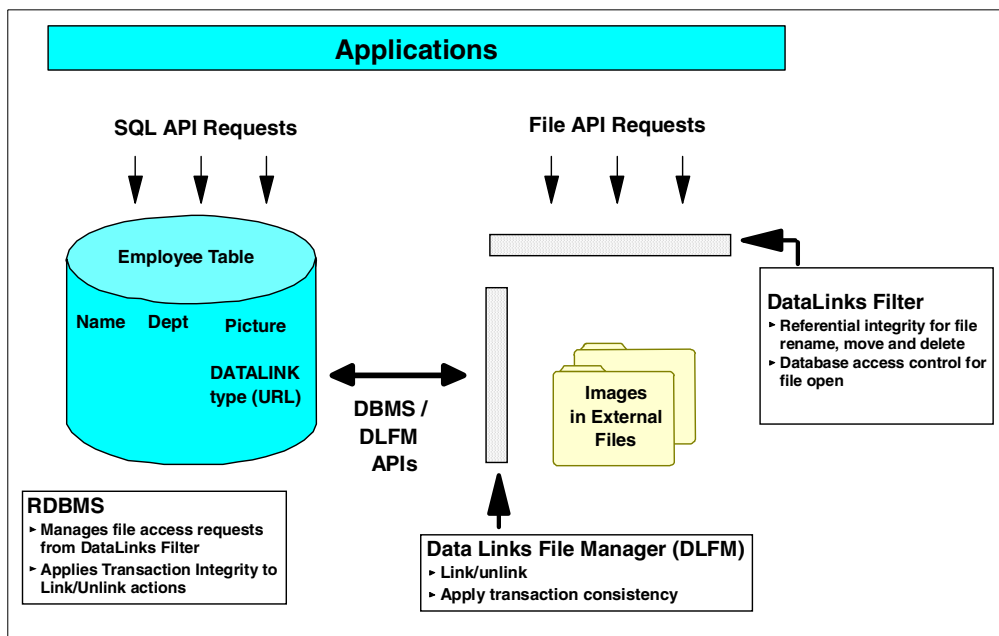 Applications
SQL API Requests
File API Requests
Employee Table
Name Dept Picture
DATALINK
type (URL)
DBMS /
DLFM
APIs
Images
in External
Files
DataLinks Filter
► Referential integrity for file
rename, move and delete
► Database access control for
file open
RDBMS
► Manages file access requests
from DataLinks Filter
► Applies Transaction Integrity to
Link/Unlink actions
Data Links File Manager (DLFM)
► Link/unlink
► Apply transaction consistency